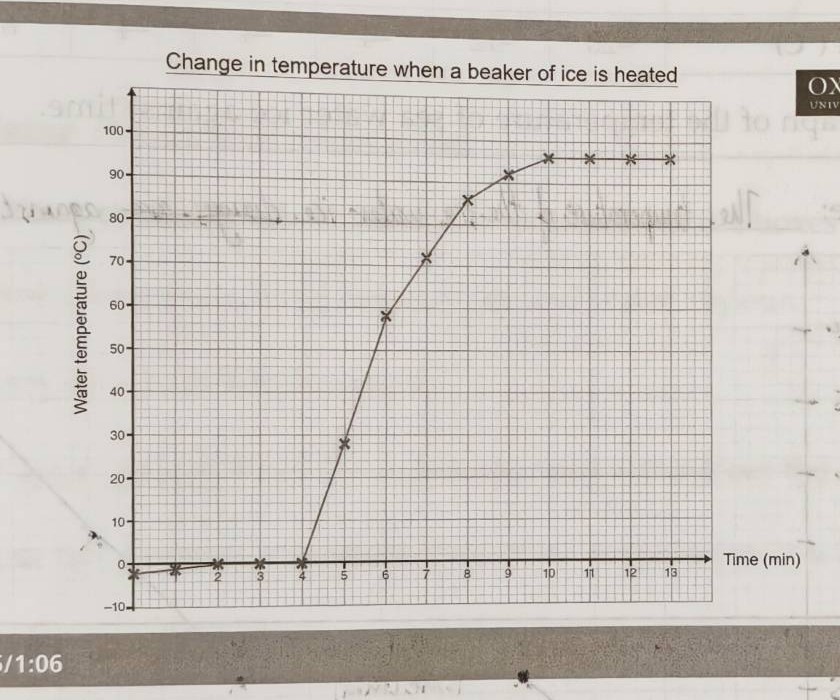 Change in temperature when a beaker of ice is heated
OX
UNIV
Water temperature (°C)
100
90
80
70
60
50
40
30
20
10
0
–10
2 3 4 5 6 7 8 9 10 11 12 13
Time (min)
/1:06